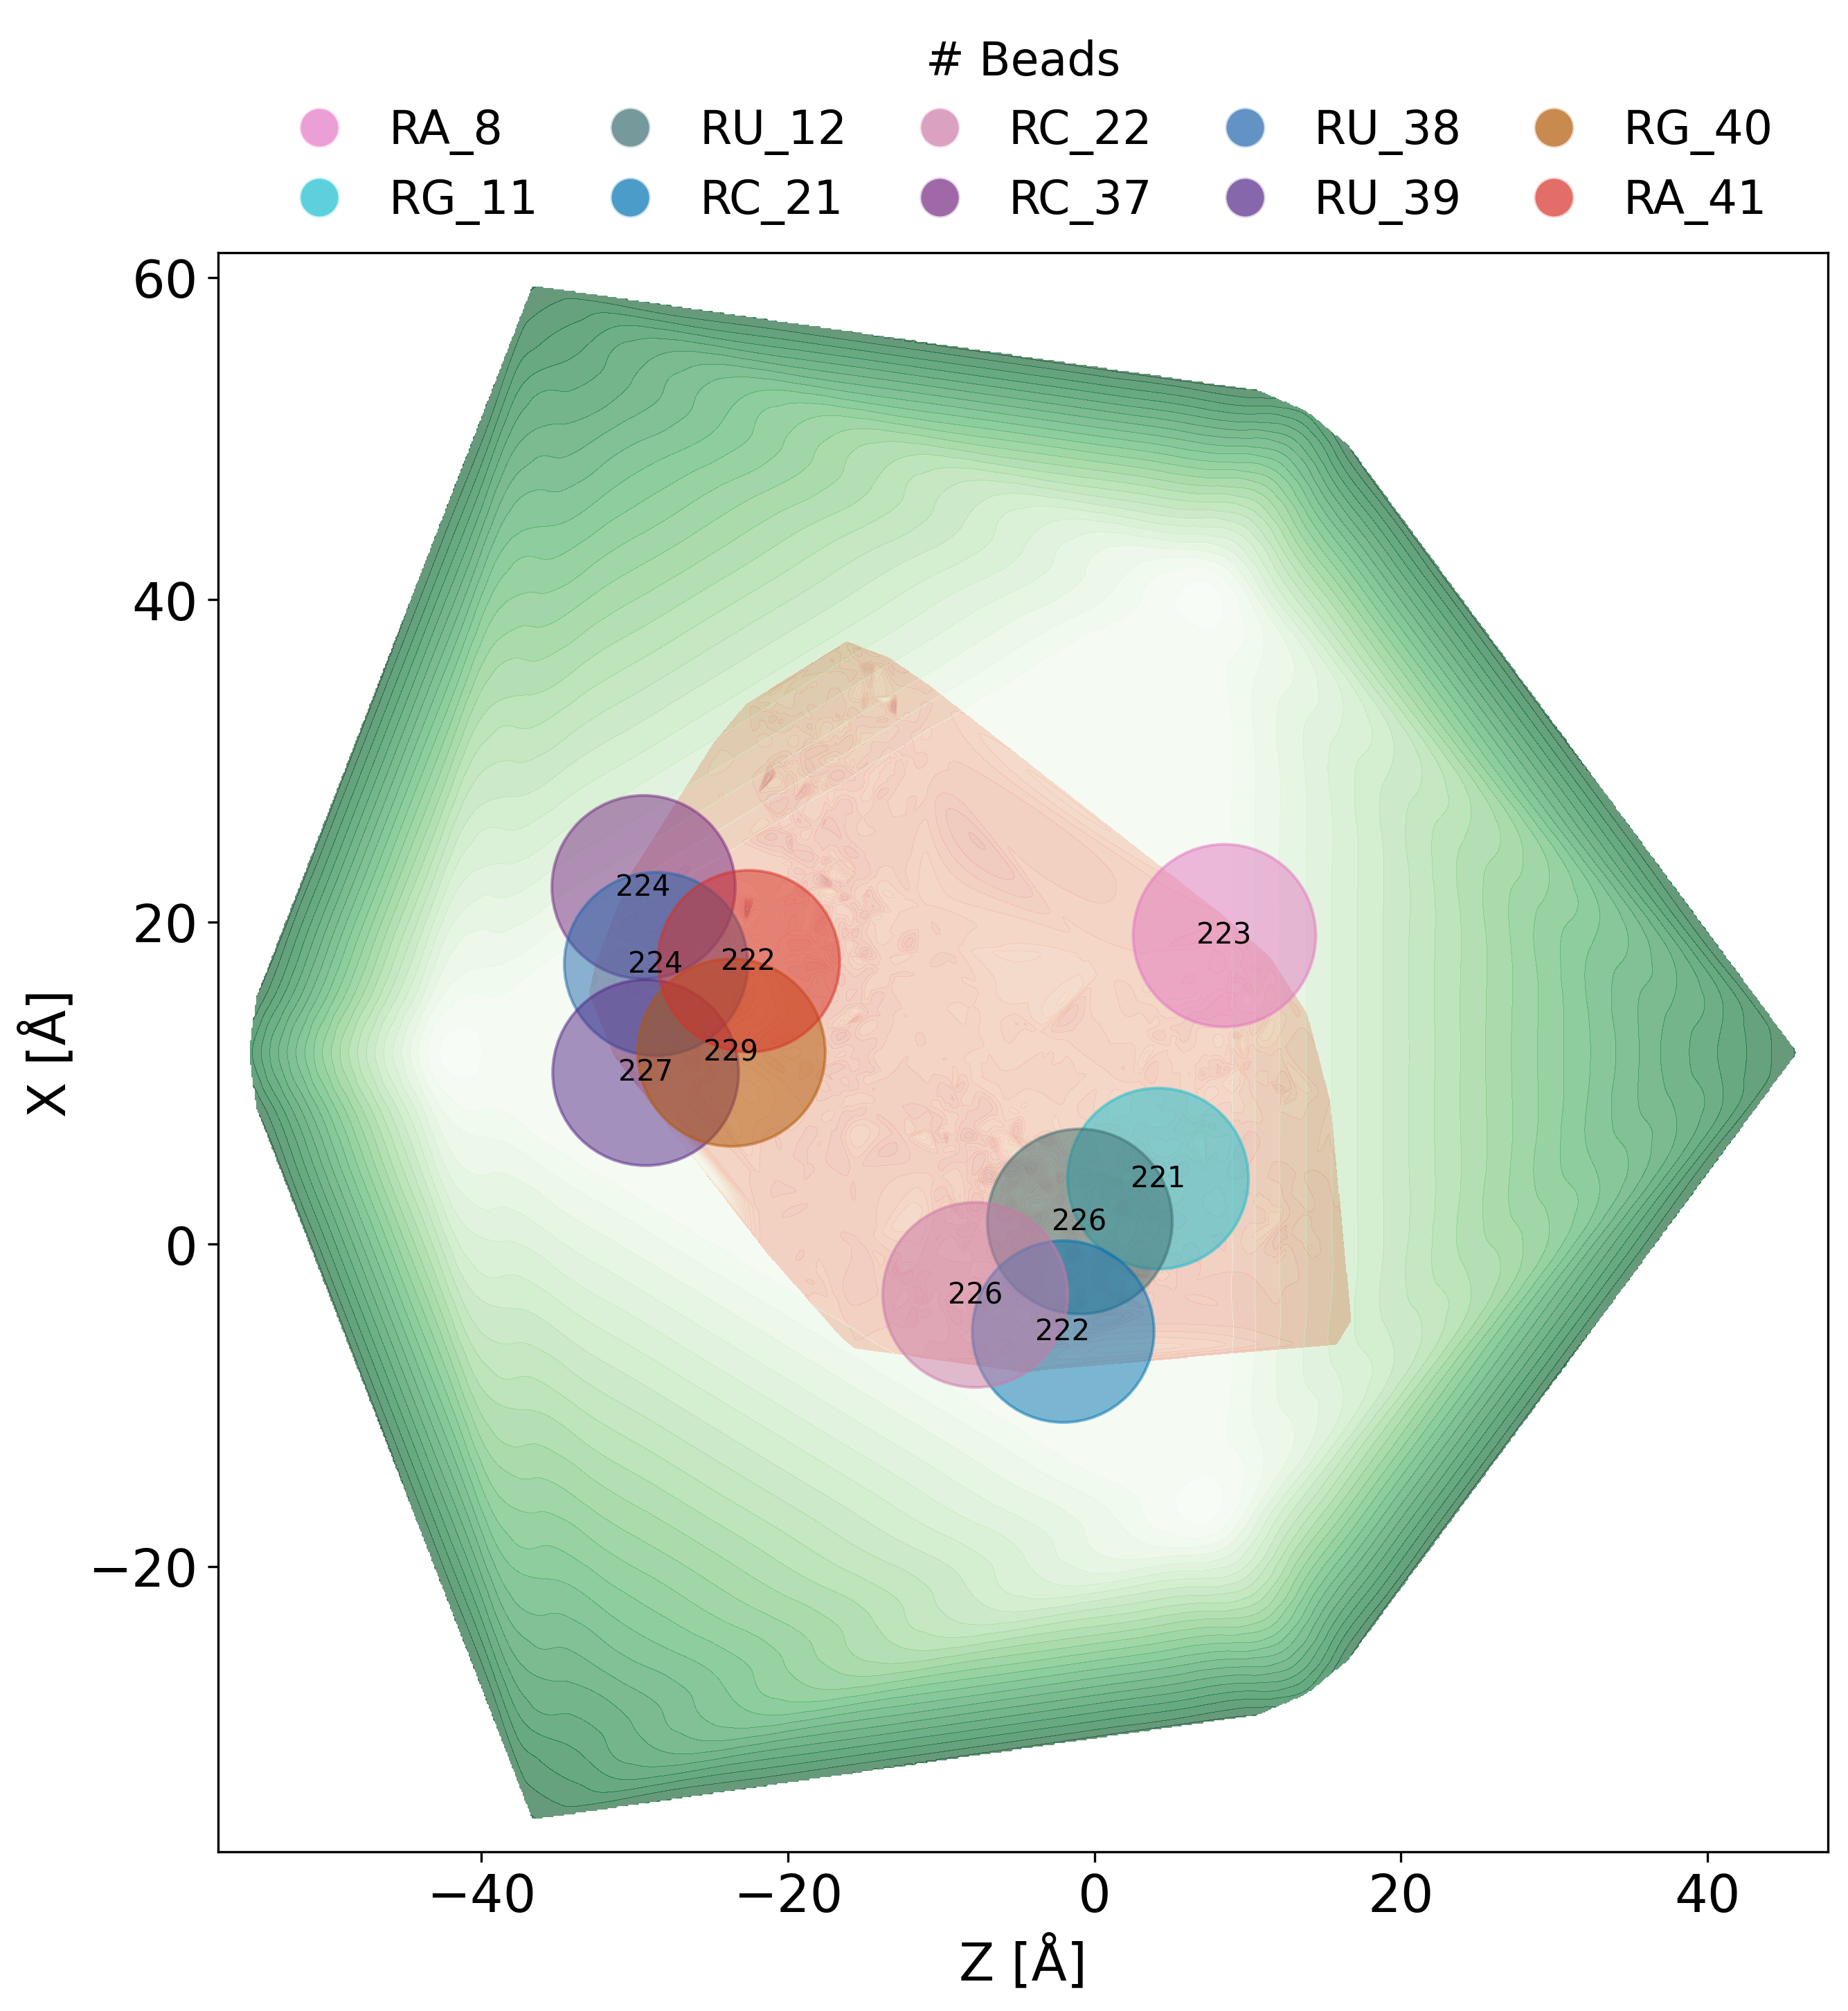 # Beads
RA_8 RU_12 RC_22 RU_38 RG_40
RG_11 RC_21 RC_37 RU_39 RA_41
60
40
20
0
−20
X [Å]
224
224
222
223
229
227
221
226
226
222
−40 −20 0 20 40
Z [Å]